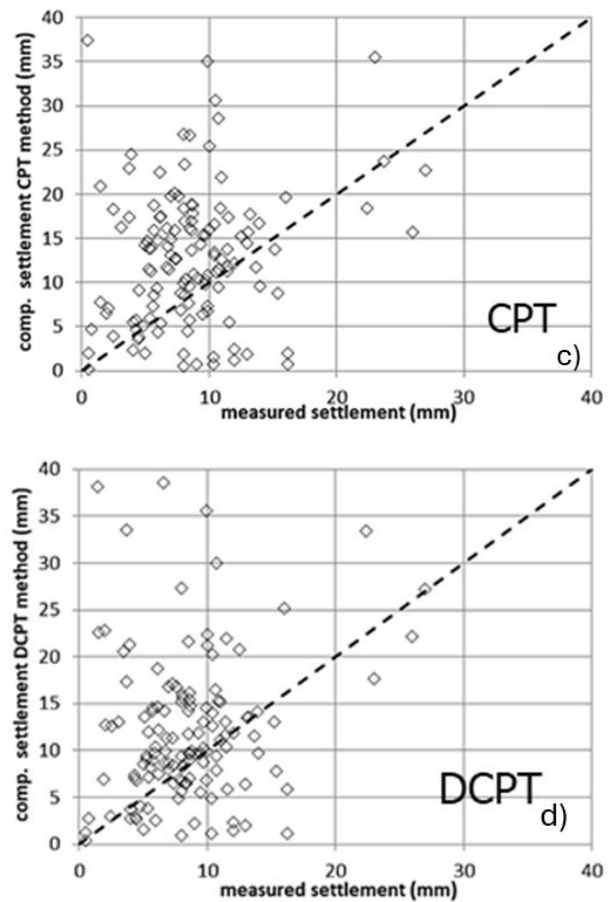 comp. settlement CPT method (mm)
40
35
30
25
20
15
10
5
0
CPT
c)
0 10 20 30 40
measured settlement (mm)
comp. settlement DCPT method (mm)
40
35
30
25
20
15
10
5
0
DCPT
d)
0 10 20 30 40
measured settlement (mm)